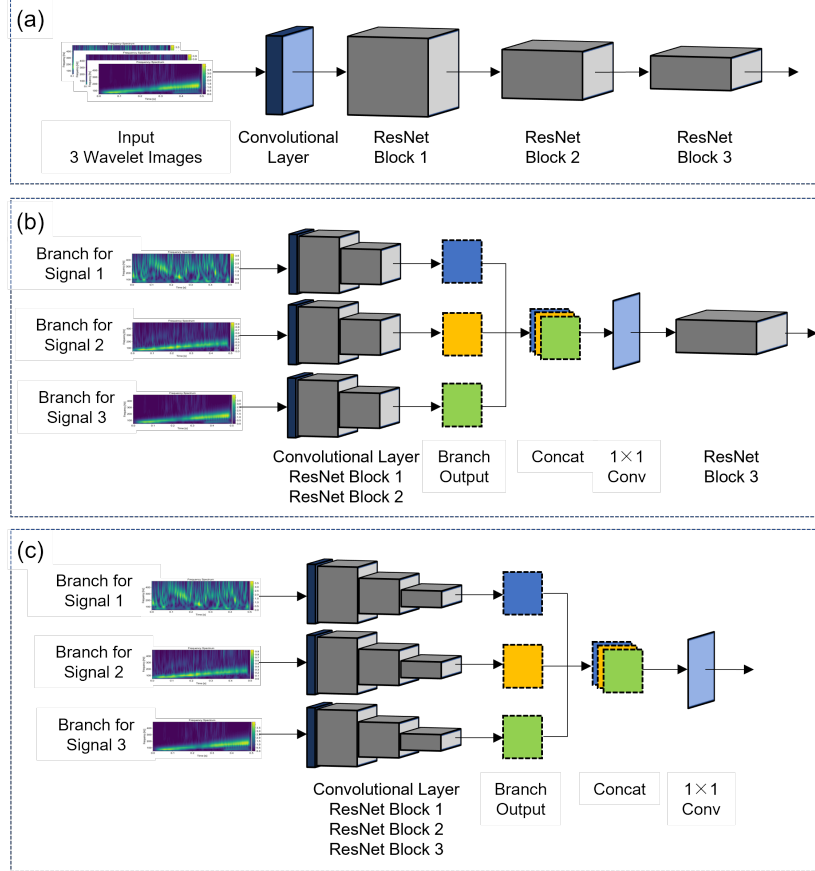 (a)
Input
3 Wavelet Images
Convolutional
Layer
ResNet
Block 1
ResNet
Block 2
ResNet
Block 3
(b)
Branch for
Signal 1
Branch for
Signal 2
Branch for
Signal 3
Convolutional Layer
ResNet Block 1
ResNet Block 2
Branch
Output
Concat
1×1
Conv
ResNet
Block 3
(c)
Branch for
Signal 1
Branch for
Signal 2
Branch for
Signal 3
Convolutional Layer
ResNet Block 1
ResNet Block 2
ResNet Block 3
Branch
Output
Concat
1×1
Conv